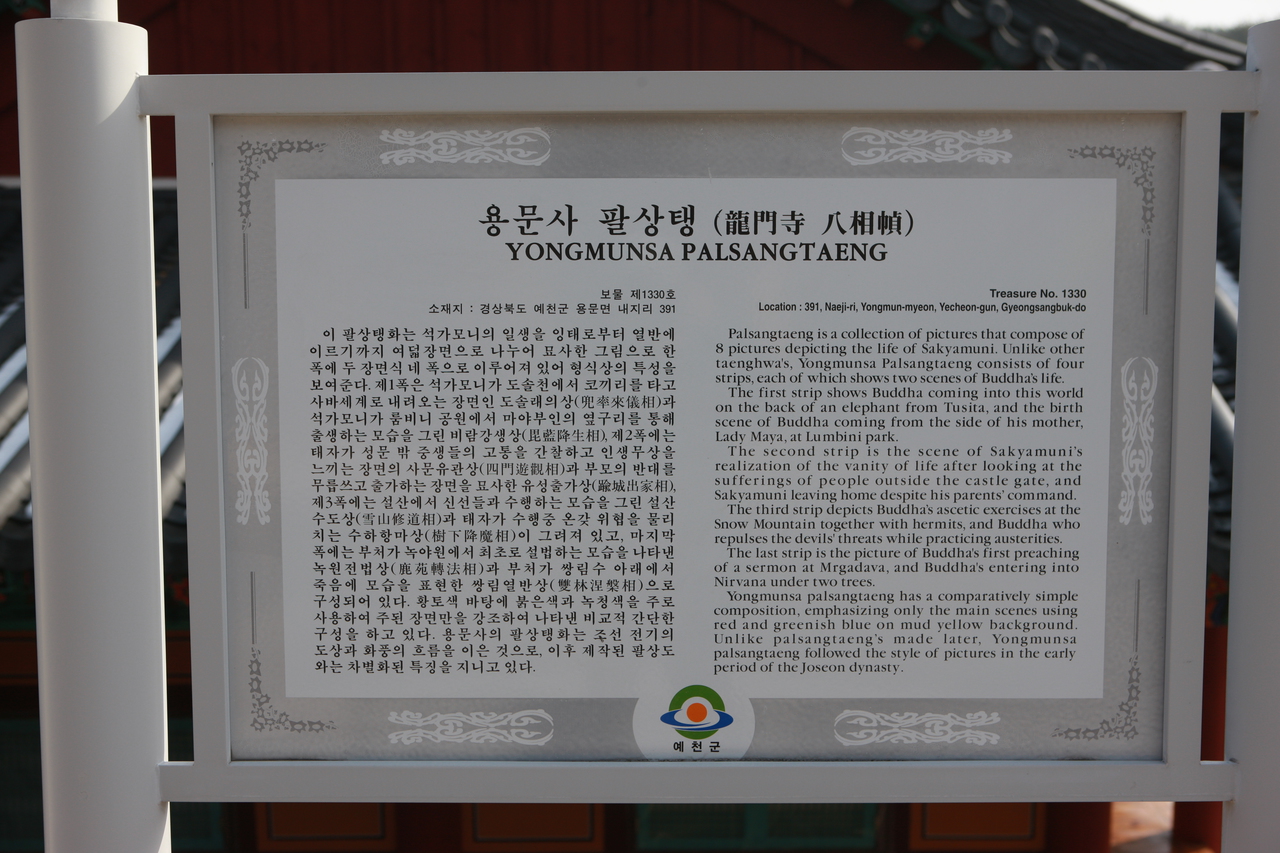 용문사 팔상탱 (龍門寺 八相幀)
YONGMUNSA PALSANGTAENG
보물 제1330호
소재지 : 경상북도 예천군 용문면 내지리 391
이 팔상탱화는 석가모니의 일생을 잉태로부터 열반에
이르기까지 여덟장면으로 나누어 묘사한 그림으로 한
폭에 두 장면식 네 폭으로 이루어져 있어 형식상의 특성을
보여준다. 제1폭은 석가모니가 도솔천에서 코끼리를 타고
사바세계로 내려오는 장면인 도솔래의상(兜率來儀相)과
석가모니가 룸비니 공원에서 마야부인의 옆구리를 통해
출생하는 모습을 그린 비람강생상(毘藍降生相), 제2폭에는
태자가 성문 밖 중생들의 고통을 간찰하고 인생무상을
느끼는 장면의 사문유관상(四門遊觀相)과 부모의 반대를
무릅쓰고 출가하는 장면을 묘사한 유성출가상(踰城出家相),
제3폭에는 설산에서 신선들과 수행하는 모습을 그린 설산
수도상(雪山修道相)과 태자가 수행중 온갖 위협을 물리
치는 수하항마상(樹下降魔相)이 그려져 있고, 마지막
폭에는 부처가 녹야원에서 최초로 설법하는 모습을 나타낸
녹원전법상(鹿苑轉法相)과 부처가 쌍림수 아래에서
죽음에 모습을 표현한 쌍림열반상(雙林涅槃相)으로
구성되어 있다. 황토색 바탕에 붉은색과 녹청색을 주로
사용하여 주된 장면만을 강조하여 나타낸 비교적 간단한
구성을 하고 있다. 용문사의 팔상탱화는 조선 전기의
도상과 화풍의 흐름을 이은 것으로, 이후 제작된 팔상도
와는 차별화된 특징을 지니고 있다.
Treasure No. 1330
Location : 391, Naeji-ri, Yongmun-myeon, Yecheon-gun, Gyeongsangbuk-do
Palsangtaeng is a collection of pictures that compose of
8 pictures depicting the life of Sakyamuni. Unlike other
taenghwa's, Yongmunsa Palsangtaeng consists of four
strips, each of which shows two scenes of Buddha's life.
The first strip shows Buddha coming into this world
on the back of an elephant from Tusita, and the birth
scene of Buddha coming from the side of his mother,
Lady Maya, at Lumbini park.
The second strip is the scene of Sakyamuni's
realization of the vanity of life after looking at the
sufferings of people outside the castle gate, and
Sakyamuni leaving home despite his parents' command.
The third strip depicts Buddha's ascetic exercises at the
Snow Mountain together with hermits, and Buddha who
repulses the devils' threats while practicing austerities.
The last strip is the picture of Buddha's first preaching
of a sermon at Mrgadava, and Buddha's entering into
Nirvana under two trees.
Yongmunsa palsangtaeng has a comparatively simple
composition, emphasizing only the main scenes using
red and greenish blue on mud yellow background.
Unlike palsangtaeng's made later, Yongmunsa
palsangtaeng followed the style of pictures in the early
period of the Joseon dynasty.
예천군